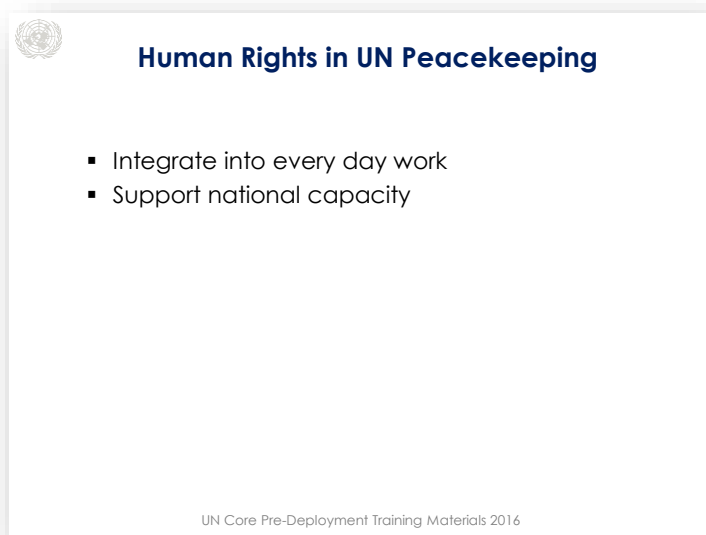 Human Rights in UN Peacekeeping
▪ Integrate into every day work
▪ Support national capacity
UN Core Pre-Deployment Training Materials 2016